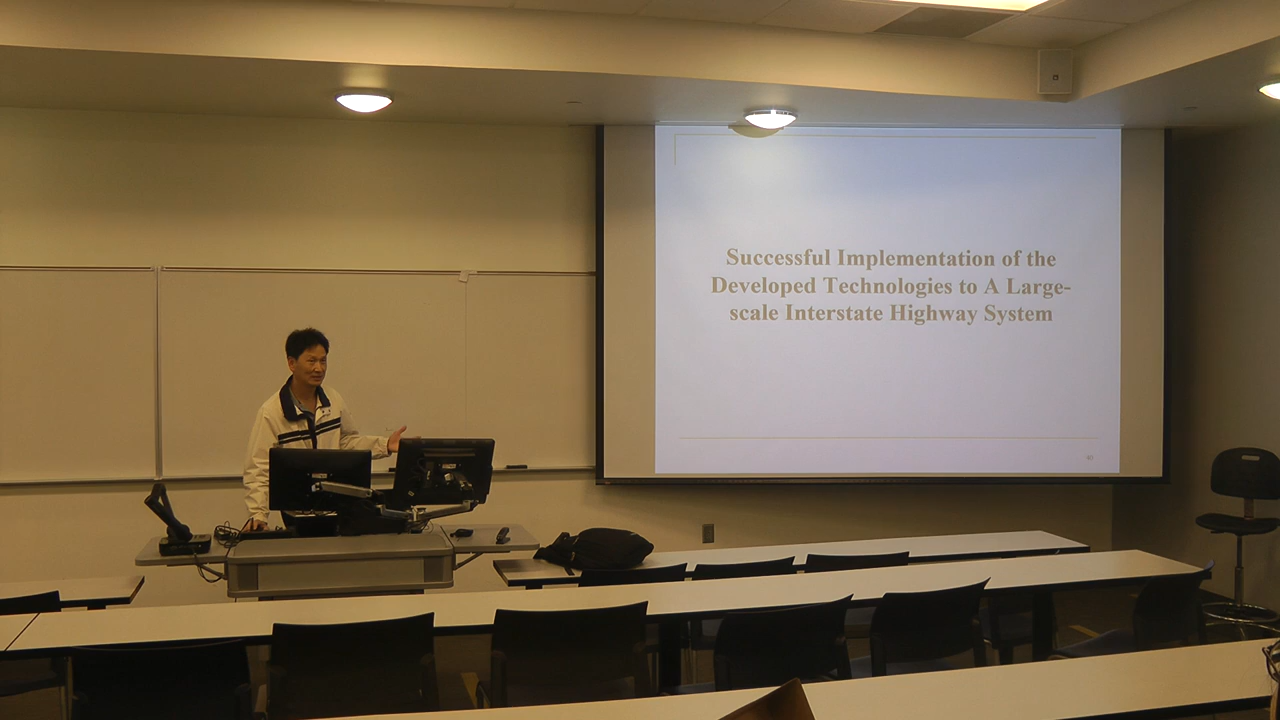 Successful Implementation of the
Developed Technologies to A Large-
scale Interstate Highway System